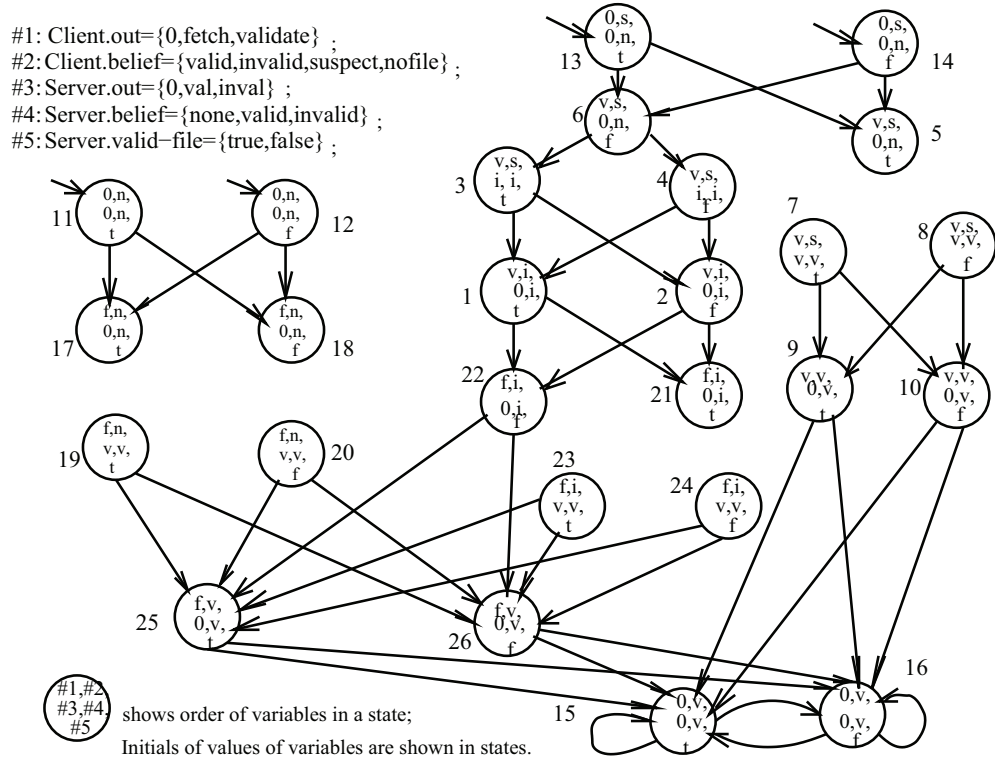 #1: Client.out={0,fetch,validate} ;
#2: Client.belief={valid,invalid,suspect,nofile} ;
#3: Server.out={0,val,inval} ;
#4: Server.belief={none,valid,invalid} ;
#5: Server.valid−file={true,false} ;
0,s,
0,n,
t
13
0,s,
0,n,
f
14
v,s,
0,n,
f
6
v,s,
0,n,
t
5
v,s,
i, i,
t
3
v,s,
i,i,
f
4
0,n,
0,n,
t
11
0,n,
0,n,
f
12
v,s,
v,v,
t
7
v,s,
v,v,
f
8
v,i,
0,i,
t
1
v,i,
0,i,
f
2
f,n,
0,n,
t
17
f,n,
0,n,
f
18
v,v,
0,v,
t
9
v,v,
0,v,
f
10
f,i,
0,i,
f
22
f,i,
0,i,
t
21
f,n,
v,v,
t
19
f,n,
v,v,
f
20
f,i,
v,v,
t
23
f,i,
v,v,
f
24
f,v,
0,v,
t
25
f,v,
0,v,
f
26
0,v,
0,v,
t
15
0,v,
0,v,
f
16
#1,#2,
#3,#4,
#5
shows order of variables in a state;
Initials of values of variables are shown in states.